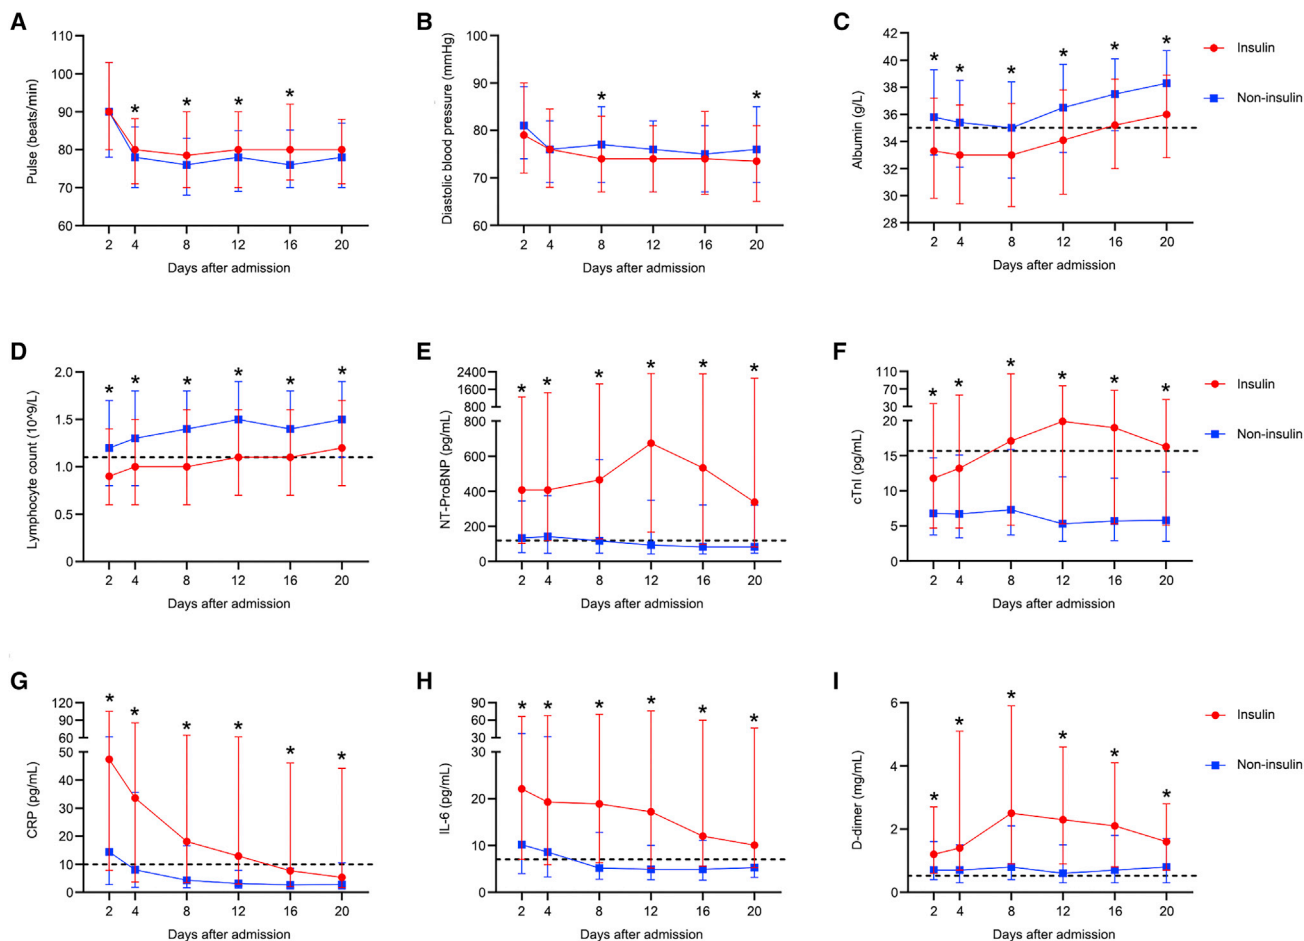 A
Pulse (beats/min)
110
100
90
80
70
60
*
*
*
*
2 4 8 12 16 20
Days after admission
B
Diastolic blood pressure (mmHg)
100
90
80
70
60
*
*
2 4 8 12 16 20
Days after admission
C
Albumin (g/L)
42
40
38
36
34
32
30
28
*
*
*
*
*
*
2 4 8 12 16 20
Days after admission
Insulin
Non-insulin
D
Lymphocyte count (10^9/L)
2.0
1.5
1.0
0.5
0
*
*
*
*
*
*
2 4 8 12 16 20
Days after admission
E
NT-ProBNP (pg/mL)
2400
1600
800
800
600
400
200
0
*
*
*
*
*
*
2 4 8 12 16 20
Days after admission
F
cTnI (pg/mL)
110
70
30
20
15
10
5
0
*
*
*
*
*
*
2 4 8 12 16 20
Days after admission
Insulin
Non-insulin
G
CRP (pg/mL)
120
90
60
50
40
30
20
10
0
*
*
*
*
*
*
2 4 8 12 16 20
Days after admission
H
IL-6 (pg/mL)
90
60
30
30
20
10
0
*
*
*
*
*
*
2 4 8 12 16 20
Days after admission
I
D-dimer (mg/mL)
6
4
2
0
*
*
*
*
*
*
2 4 8 12 16 20
Days after admission
Insulin
Non-insulin